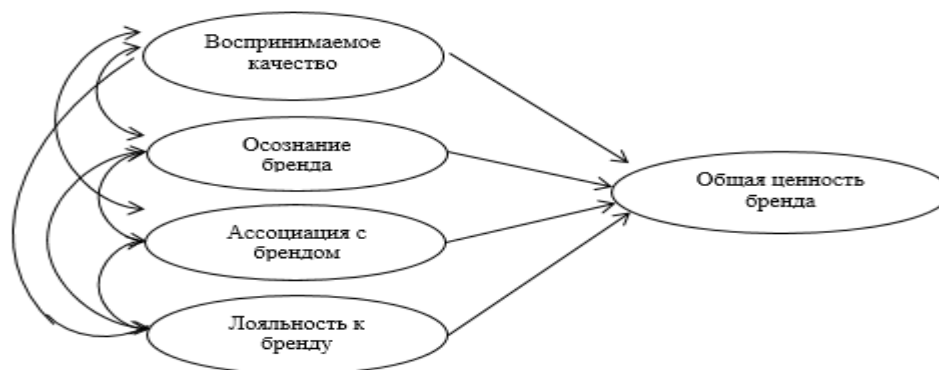 Воспринимаемое
качество
Осознание
бренда
Общая ценность
бренда
Ассоциация с
брендом
Лояльность к
бренду